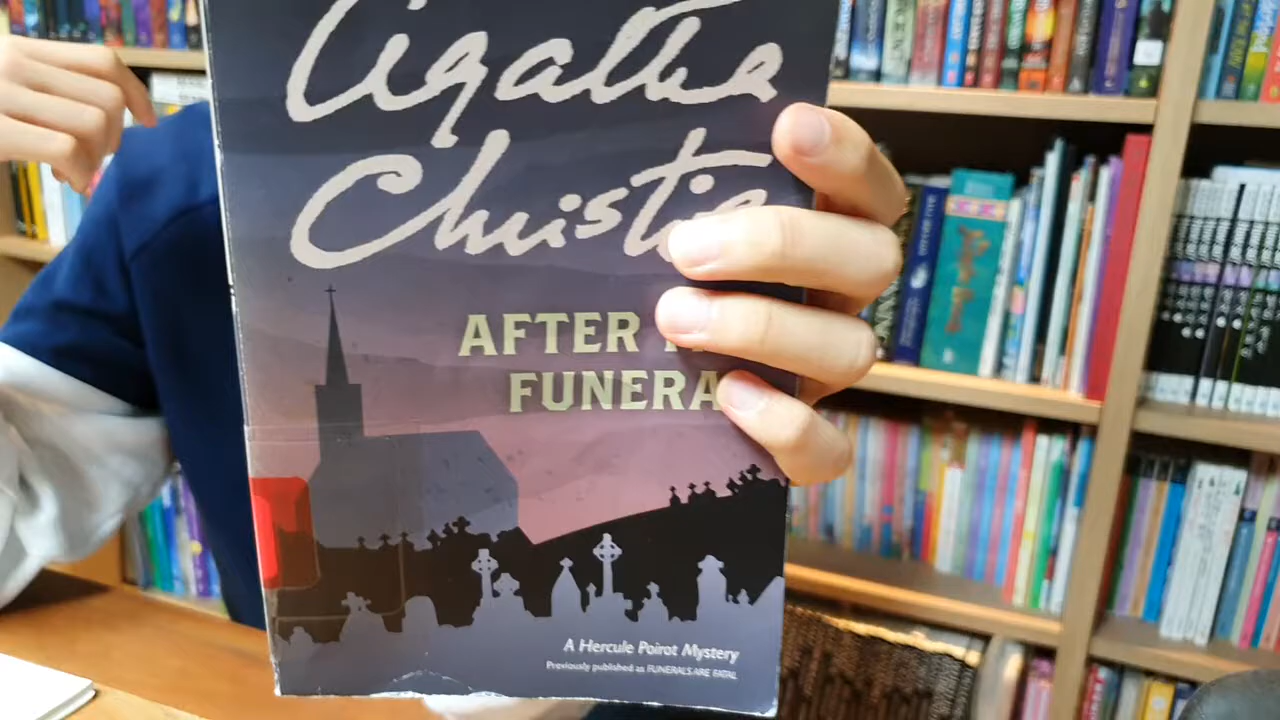 Agatha
Christie
AFTER
FUNERA
A Hercule Poirot Mystery
Previously published as FUNERALS ARE FATAL